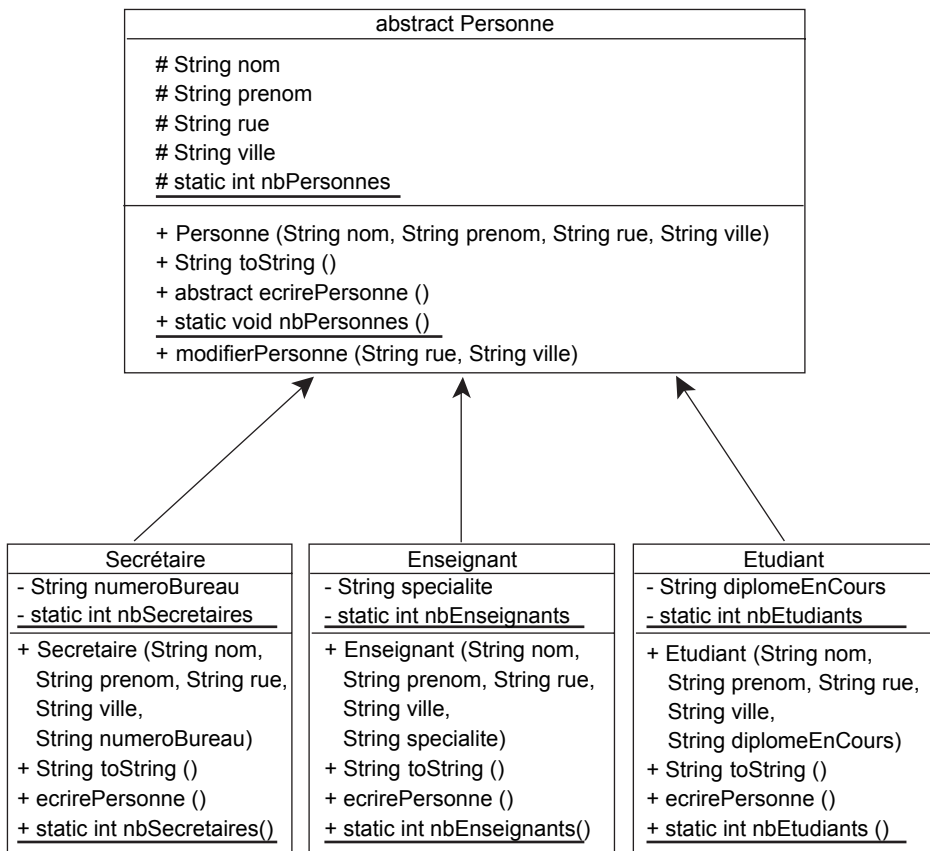 abstract Personne
# String nom
# String prenom
# String rue
# String ville
# static int nbPersonnes
+ Personne (String nom, String prenom, String rue, String ville)
+ String toString ()
+ abstract ecrirePersonne ()
+ static void nbPersonnes ()
+ modifierPersonne (String rue, String ville)
Secrétaire
- String numeroBureau
- static int nbSecretaires
+ Secretaire (String nom,
String prenom, String rue,
String ville,
String numeroBureau)
+ String toString ()
+ ecrirePersonne ()
+ static int nbSecretaires()
Enseignant
- String specialite
- static int nbEnseignants
+ Enseignant (String nom,
String prenom, String rue,
String ville,
String specialite)
+ String toString ()
+ ecrirePersonne ()
+ static int nbEnseignants()
Etudiant
- String diplomeEnCours
- static int nbEtudiants
+ Etudiant (String nom,
String prenom, String rue,
String ville,
String diplomeEnCours)
+ String toString ()
+ ecrirePersonne ()
+ static int nbEtudiants ()